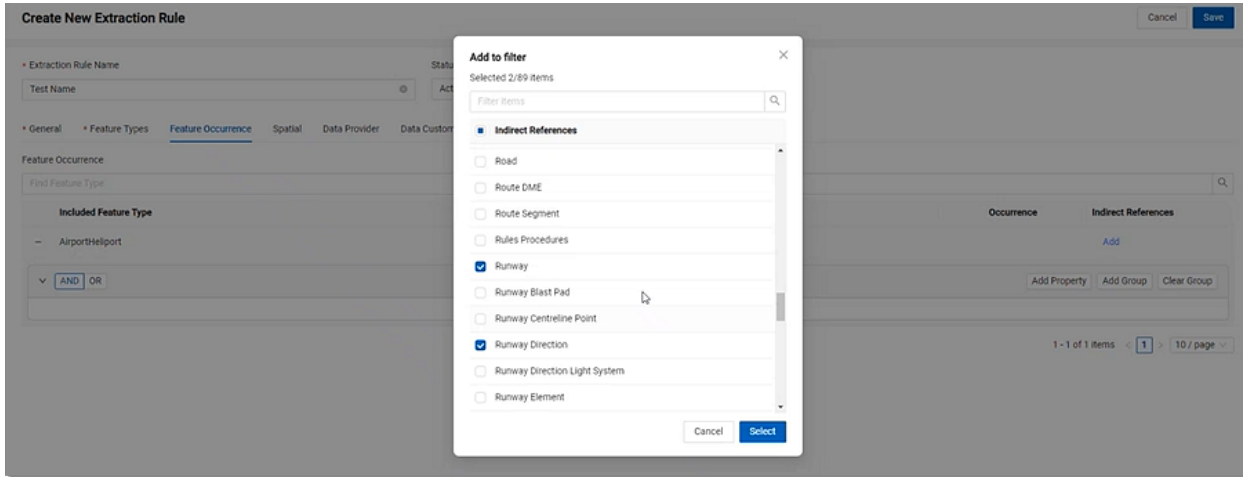 Create New Extraction Rule
Cancel Save
* Extraction Rule Name
Statu
Test Name
Act
* General * Feature Types Feature Occurrence Spatial Data Provider Data Custom
Feature Occurrence
Find Feature Type
Included Feature Type Occurrence Indirect References
AirportHeliport Add
AND OR Add Property Add Group Clear Group
1 - 1 of 1 items < 1 > 10 / page
Add to filter
Selected 2/89 items
Filter items
Indirect References
Road
Route DME
Route Segment
Rules Procedures
Runway
Runway Blast Pad
Runway Centreline Point
Runway Direction
Runway Direction Light System
Runway Element
Cancel Select